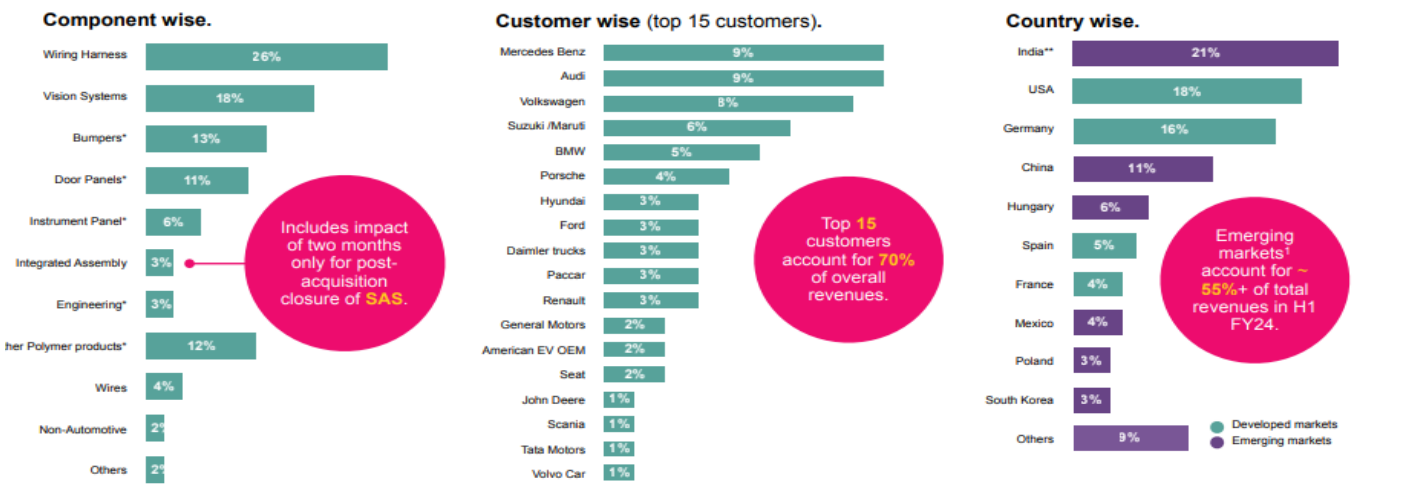 Component wise.
Wiring Harness 26%
Vision Systems 18%
Bumpers* 13%
Door Panels* 11%
Instrument Panel* 6%
Integrated Assembly 3%
Engineering* 3%
her Polymer products* 12%
Wires 4%
Non-Automotive 2%
Others 2%
Includes impact
of two months
only for post-
acquisition
closure of SAS.
Customer wise (top 15 customers).
Mercedes Benz 9%
Audi 9%
Volkswagen 8%
Suzuki /Maruti 6%
BMW 5%
Porsche 4%
Hyundai 3%
Ford 3%
Daimler trucks 3%
Paccar 3%
Renault 3%
General Motors 2%
American EV OEM 2%
Seat 2%
John Deere 1%
Scania 1%
Tata Motors 1%
Volvo Car 1%
Top 15
customers
account for 70%
of overall
revenues.
Country wise.
India** 21%
USA 18%
Germany 16%
China 11%
Hungary 6%
Spain 5%
France 4%
Mexico 4%
Poland 3%
South Korea 3%
Others 9%
Emerging
markets¹
account for ~
55%+ of total
revenues in H1
FY24.
Developed markets
Emerging markets